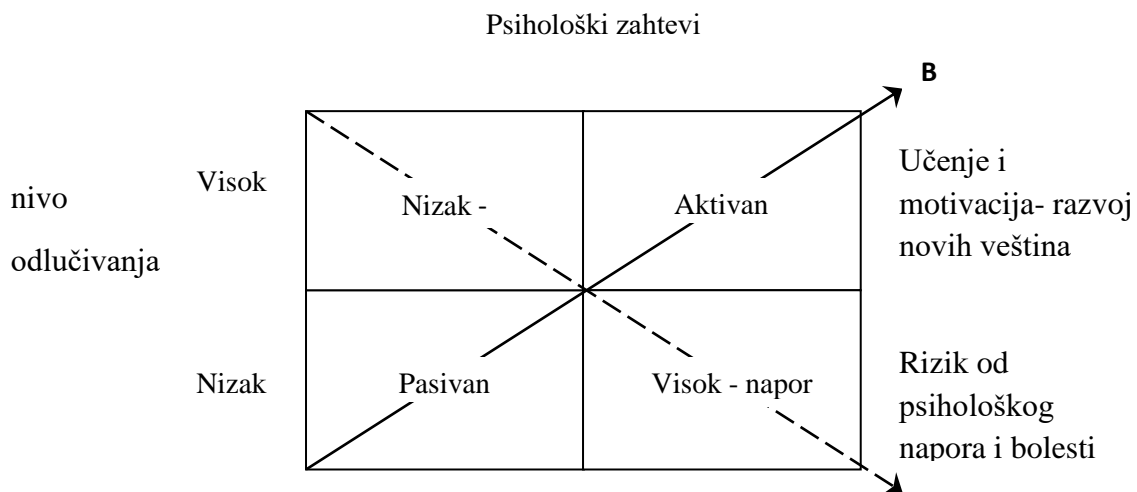 Psihološki zahtevi
B
Visok
Nizak -
Aktivan
Učenje i
motivacija- razvoj
novih veština
nivo
odlučivanja
Nizak
Pasivan
Visok - napor
Rizik od
psihološkog
napora i bolesti